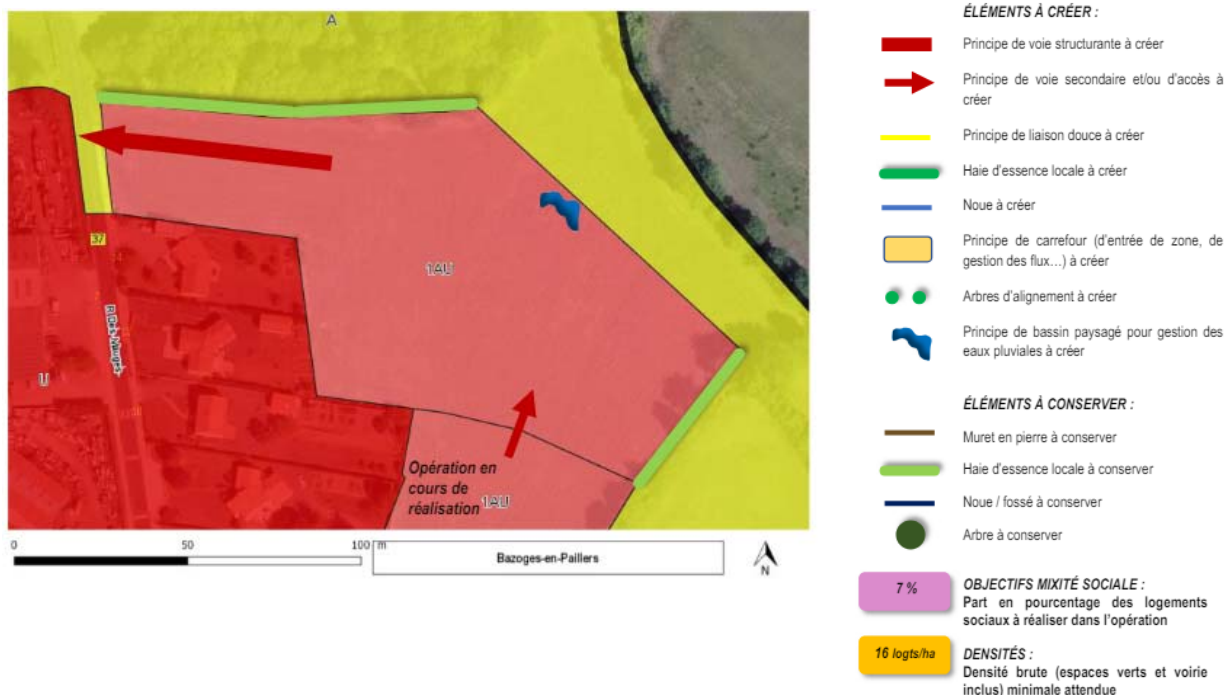 A
37
R Des Mauges
1AU
U
Opération en
cours de
réalisation
1AU
0 50 100 m
Bazoges-en-Paillers
N
ÉLÉMENTS À CRÉER :
Principe de voie structurante à créer
Principe de voie secondaire et/ou d'accès à
créer
Principe de liaison douce à créer
Haie d'essence locale à créer
Noue à créer
Principe de carrefour (d'entrée de zone, de
gestion des flux…) à créer
Arbres d'alignement à créer
Principe de bassin paysagé pour gestion des
eaux pluviales à créer
ÉLÉMENTS À CONSERVER :
Muret en pierre à conserver
Haie d'essence locale à conserver
Noue / fossé à conserver
Arbre à conserver
7 %
OBJECTIFS MIXITÉ SOCIALE :
Part en pourcentage des logements
sociaux à réaliser dans l'opération
16 logts/ha
DENSITÉS :
Densité brute (espaces verts et voirie
inclus) minimale attendue